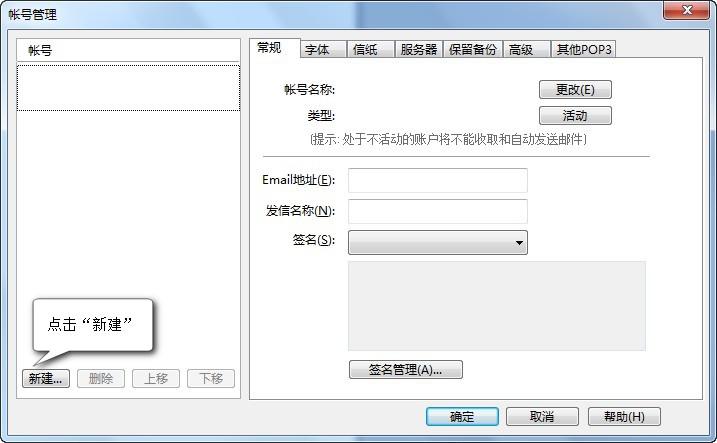 帐号管理
帐号
常规 字体 信纸 服务器 保留备份 高级 其他POP3
帐号名称: 更改(E)
类型: 活动
(提示: 处于不活动的账户将不能收取和自动发送邮件)
Email地址(E):
发信名称(N):
签名(S):
点击“新建”
签名管理(A)...
新建... 删除 上移 下移
确定 取消 帮助(H)